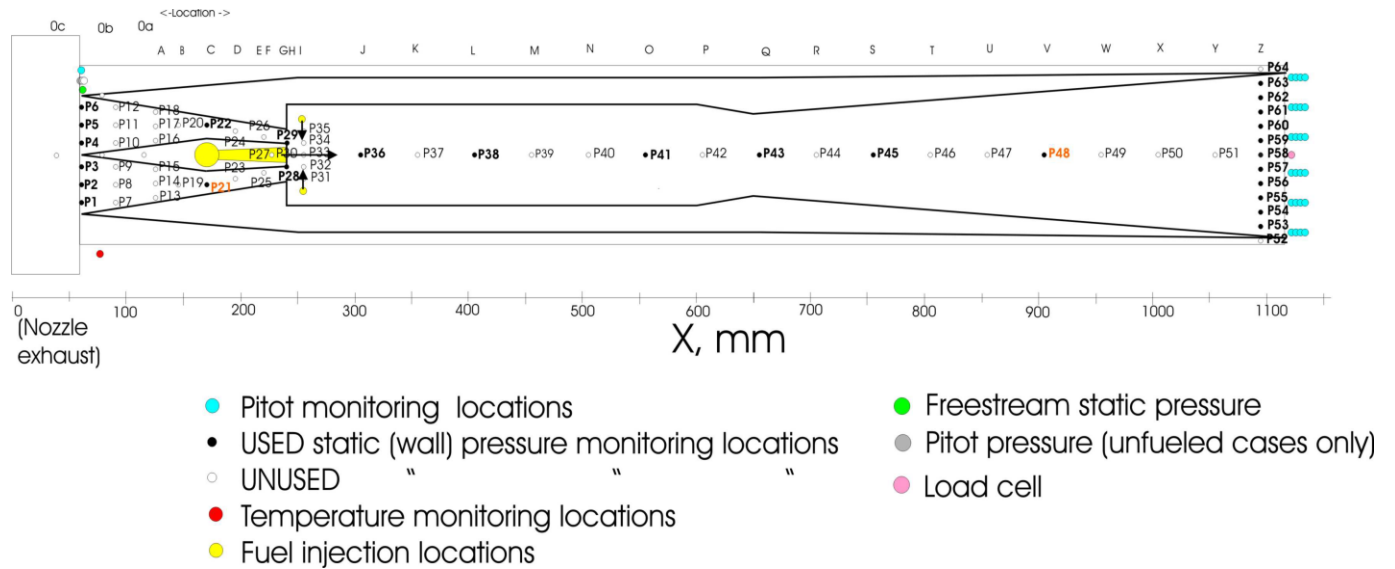 <-Location ->
0c 0b 0a
A B C D E F G H I J K L M N O P Q R S T U V W X Y Z
P64
P63
P6 P12 P18 P62
P17 P20 P22 P26 P35 P61
P5 P11 P29 P60
P16 P24 P34 P59
P4 P10
P27 P30 P33 P36 P37 P38 P39 P40 P41 P42 P43 P44 P45 P46 P47 P48 P49 P50 P51 P58
P3 P9 P15 P23 P32 P57
P14 P19 P21 P25 P28 P31 P56
P2 P8
P13 P55
P1 P7 P54
P53
P52
0 100 200 300 400 500 600 700 800 900 1000 1100
(Nozzle
exhaust)
X, mm
Pitot monitoring locations
USED static (wall) pressure monitoring locations
UNUSED " " "
Temperature monitoring locations
Fuel injection locations
Freestream static pressure
Pitot pressure (unfueled cases only)
Load cell